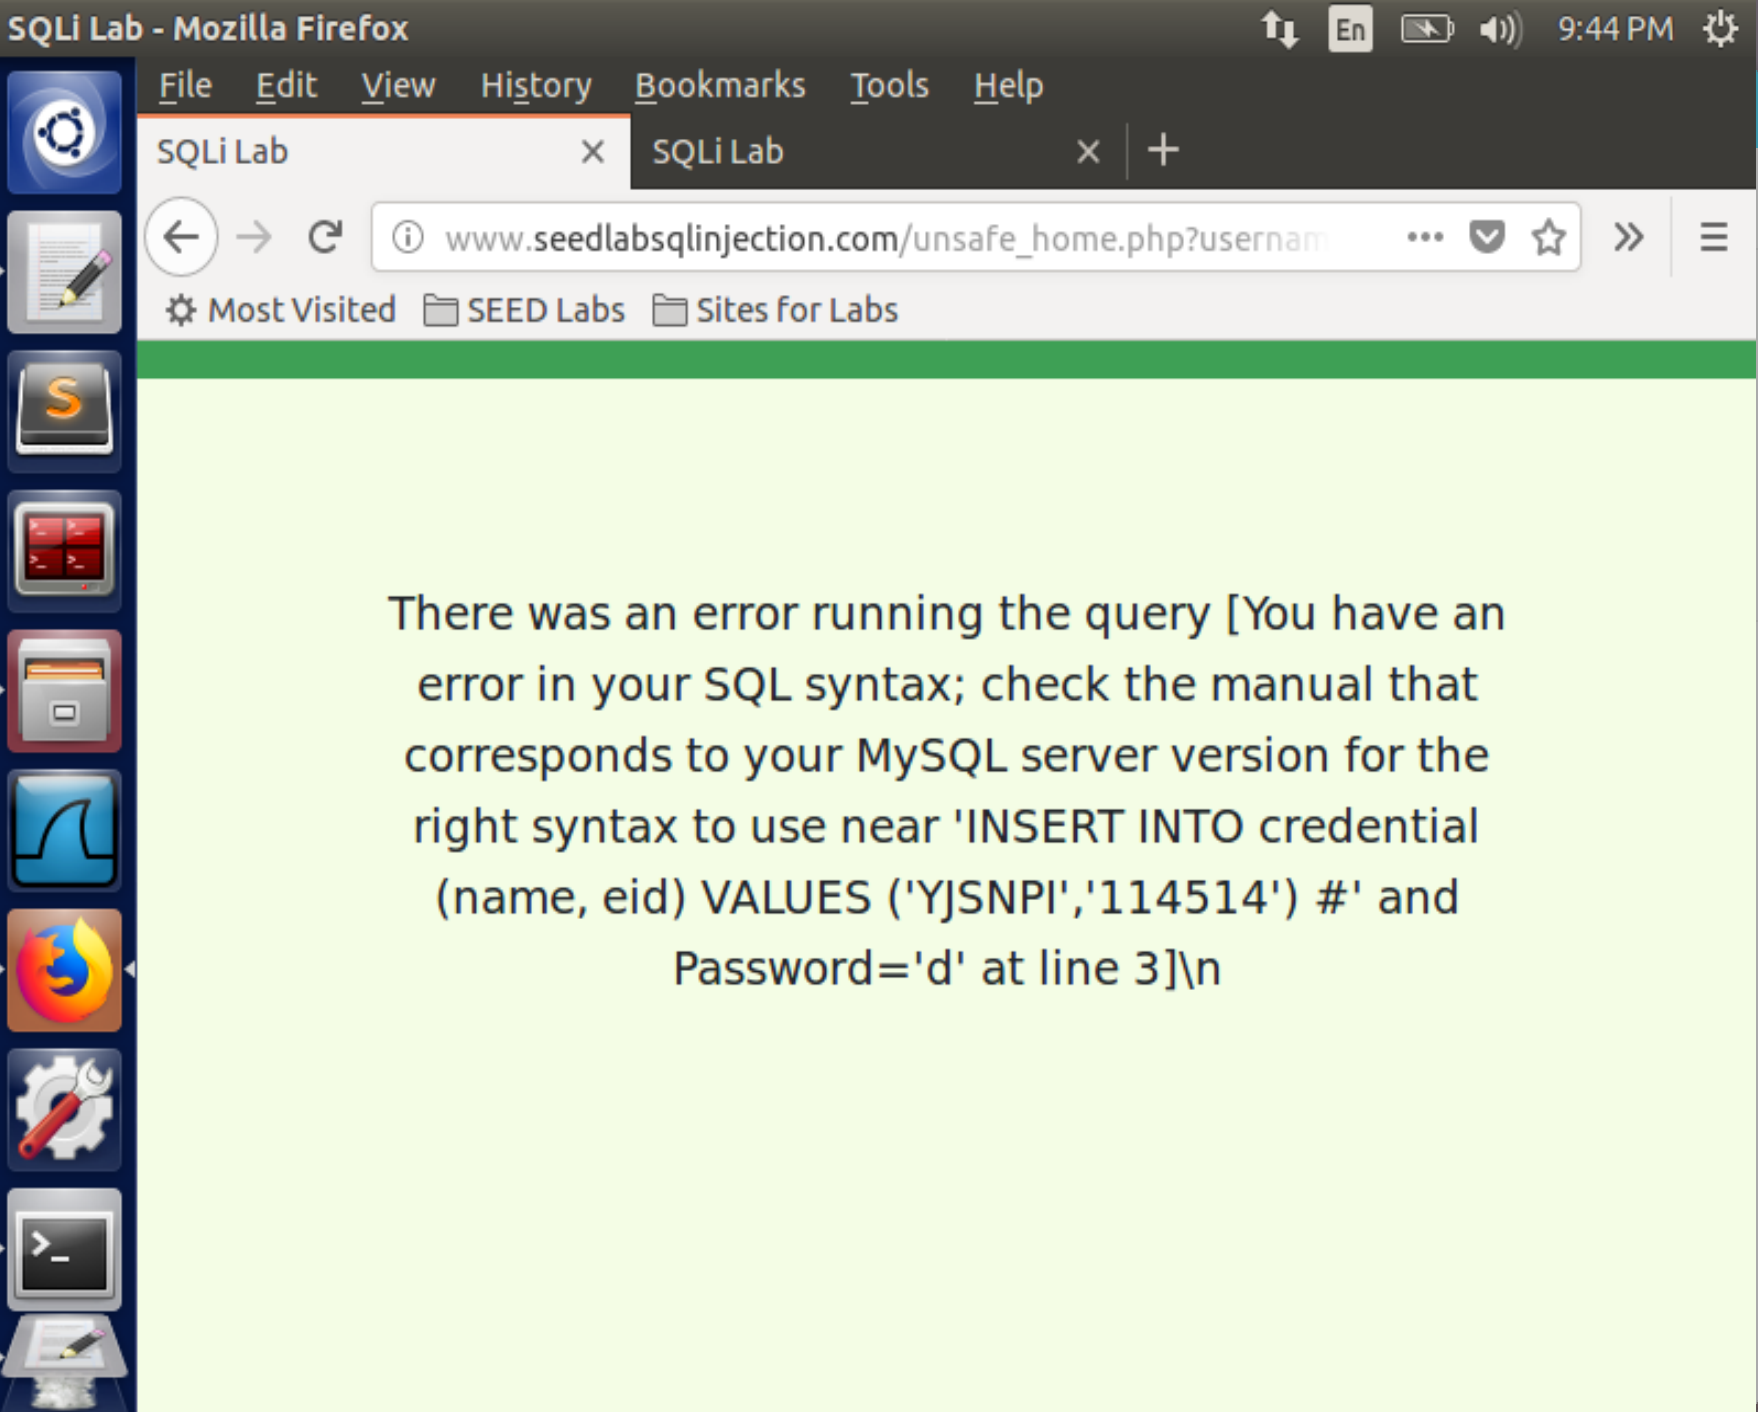 SQLi Lab - Mozilla Firefox
En
9:44 PM
File Edit View History Bookmarks Tools Help
SQLi Lab
SQLi Lab
www.seedlabsqlinjection.com/unsafe_home.php?usernam
Most Visited SEED Labs Sites for Labs
There was an error running the query [You have an
error in your SQL syntax; check the manual that
corresponds to your MySQL server version for the
right syntax to use near 'INSERT INTO credential
(name, eid) VALUES ('YJSNPI','114514') #' and
Password='d' at line 3]\n